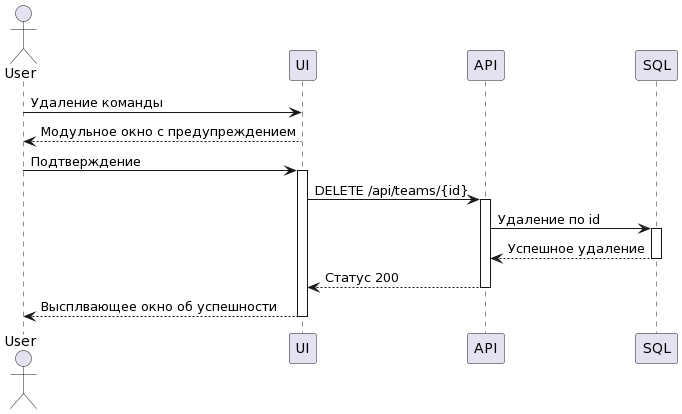 User
UI
API
SQL
Удаление команды
Модульное окно с предупреждением
Подтверждение
DELETE /api/teams/{id}
Удаление по id
Успешное удаление
Статус 200
Высплвающее окно об успешности
User
UI
API
SQL